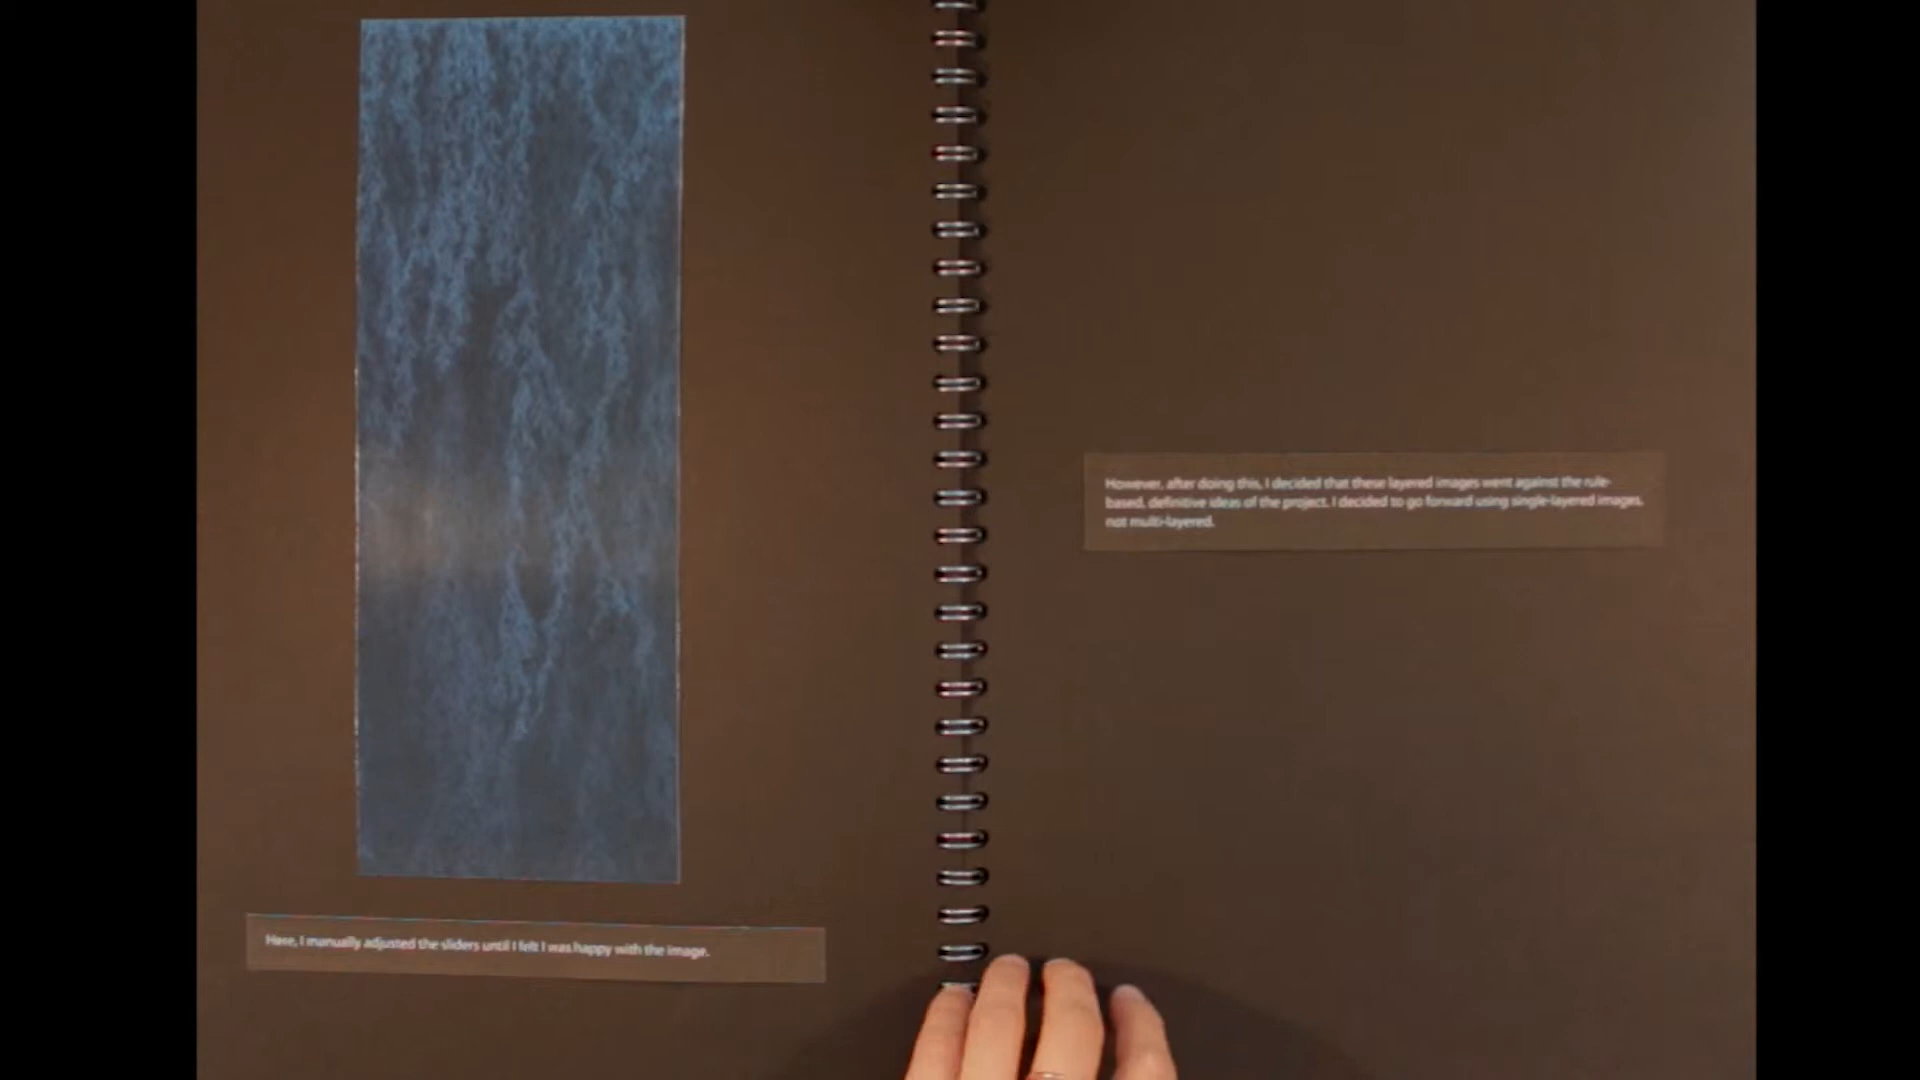 Here, I manually adjusted the sliders until I felt I was happy with the image.
However, after doing this, I decided that these layered images went against the rule-
based, definitive ideas of the project. I decided to go forward using single-layered images,
not multi-layered.